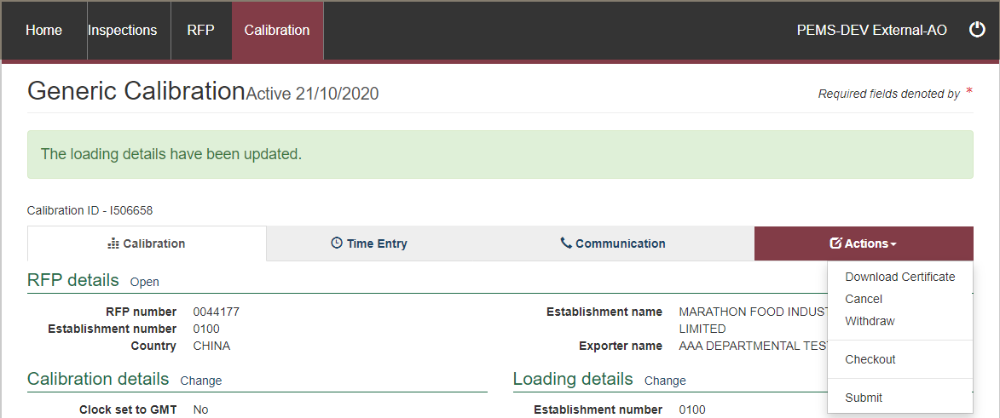 Home Inspections RFP Calibration PEMS-DEV External-AO
Generic Calibration Active 21/10/2020 Required fields denoted by *
The loading details have been updated.
Calibration ID - I506658
Calibration Time Entry Communication Actions
Download Certificate
Cancel
Withdraw
Checkout
Submit
RFP details Open
RFP number 0044177
Establishment number 0100
Country CHINA
Establishment name MARATHON FOOD INDUST
LIMITED
Exporter name AAA DEPARTMENTAL TES
Calibration details Change
Clock set to GMT No
Loading details Change
Establishment number 0100